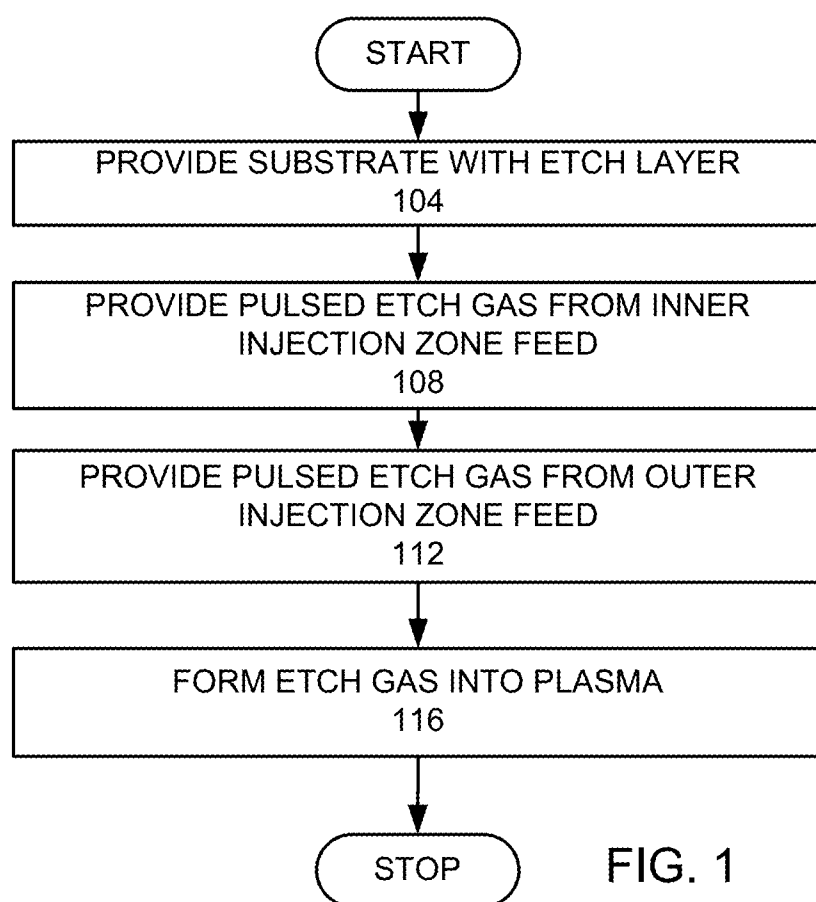 START
PROVIDE SUBSTRATE WITH ETCH LAYER
104
PROVIDE PULSED ETCH GAS FROM INNER
INJECTION ZONE FEED
108
PROVIDE PULSED ETCH GAS FROM OUTER
INJECTION ZONE FEED
112
FORM ETCH GAS INTO PLASMA
116
STOP
FIG. 1